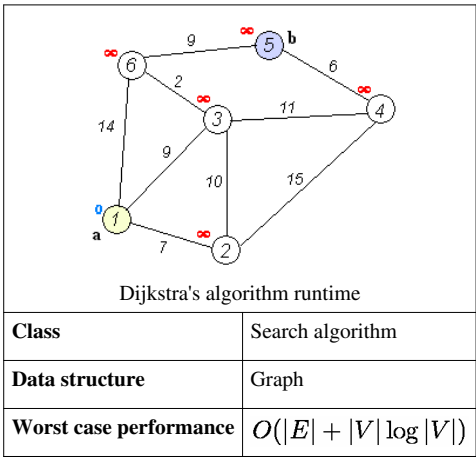 ∞ 9 ∞ 5 b
∞ 6 6 ∞
2 ∞ 4
14 3 11
9
10 15
0 1
a ∞ 7 2
Dijkstra's algorithm runtime
Class Search algorithm
Data structure Graph
Worst case performance O(|E| + |V| log |V|)